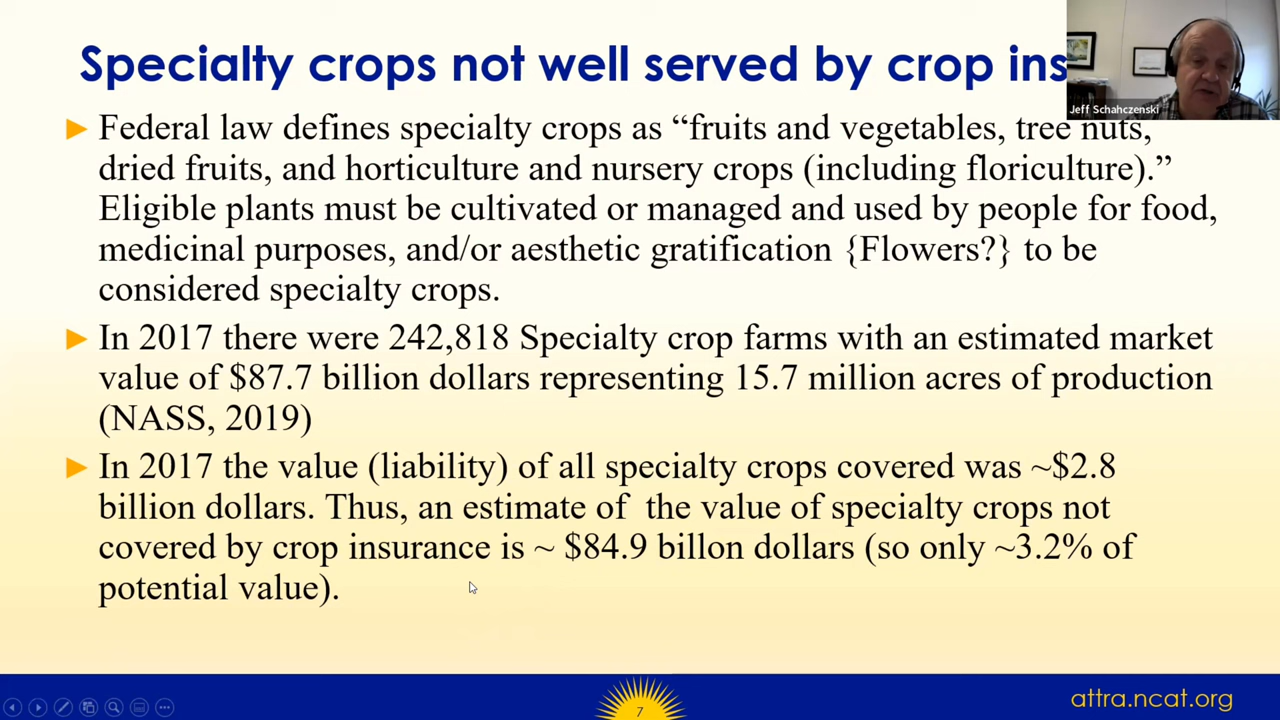 Specialty crops not well served by crop ins
Jeff Schahczenski
Federal law defines specialty crops as “fruits and vegetables, tree nuts,
dried fruits, and horticulture and nursery crops (including floriculture).”
Eligible plants must be cultivated or managed and used by people for food,
medicinal purposes, and/or aesthetic gratification {Flowers?} to be
considered specialty crops.
In 2017 there were 242,818 Specialty crop farms with an estimated market
value of $87.7 billion dollars representing 15.7 million acres of production
(NASS, 2019)
In 2017 the value (liability) of all specialty crops covered was ~$2.8
billion dollars. Thus, an estimate of  the value of specialty crops not
covered by crop insurance is ~ $84.9 billon dollars (so only ~3.2% of
potential value).
7
attra.ncat.org